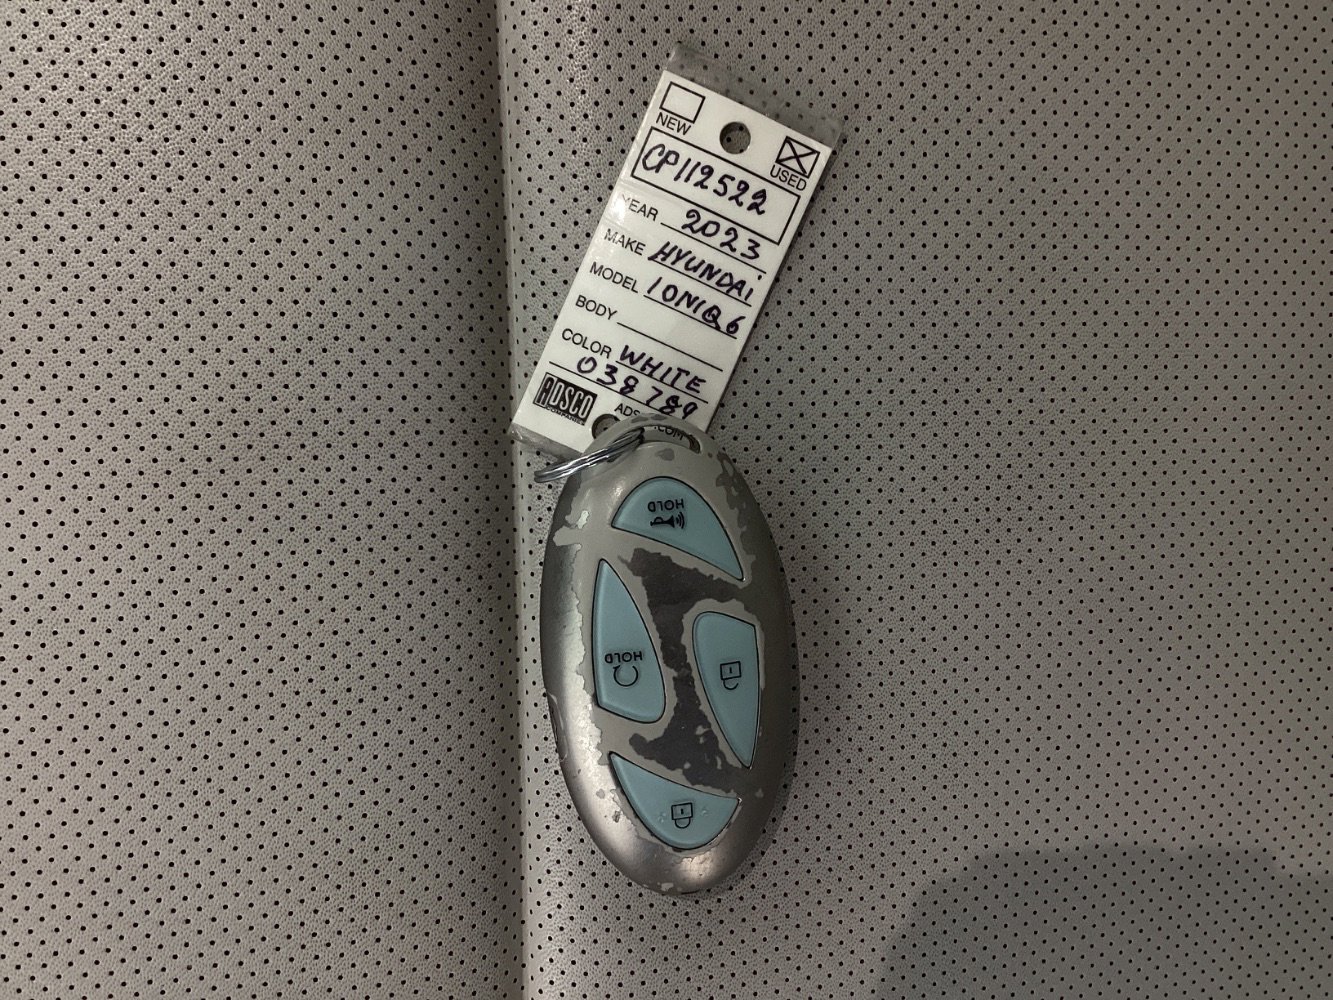 NEW
USED
CP112522
YEAR 2023
MAKE HYUNDAI
MODEL IONIQ6
BODY
COLOR WHITE
038789
ADSCO
HOLD
HOLD